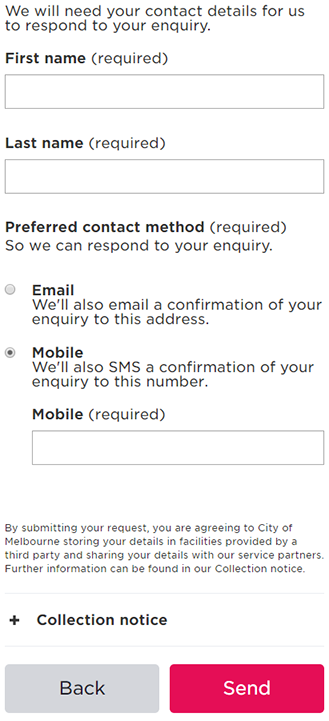 We will need your contact details for us
to respond to your enquiry.
First name (required)
Last name (required)
Preferred contact method (required)
So we can respond to your enquiry.
Email
We'll also email a confirmation of your
enquiry to this address.
Mobile
We'll also SMS a confirmation of your
enquiry to this number.
Mobile (required)
By submitting your request, you are agreeing to City of
Melbourne storing your details in facilities provided by a
third party and sharing your details with our service partners.
Further information can be found in our Collection notice.
+ Collection notice
Back Send